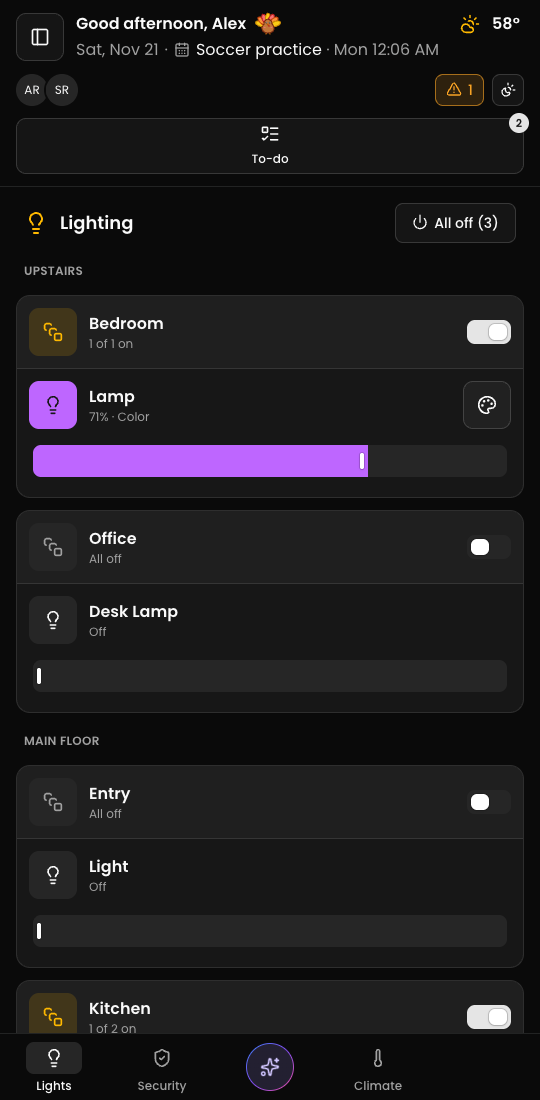 Good afternoon, Alex
58°
Sat, Nov 21 · Soccer practice · Mon 12:06 AM
AR
SR
1
2
To-do
Lighting
All off (3)
UPSTAIRS
Bedroom
1 of 1 on
Lamp
71% · Color
Office
All off
Desk Lamp
Off
MAIN FLOOR
Entry
All off
Light
Off
Kitchen
1 of 2 on
Lights
Security
Climate